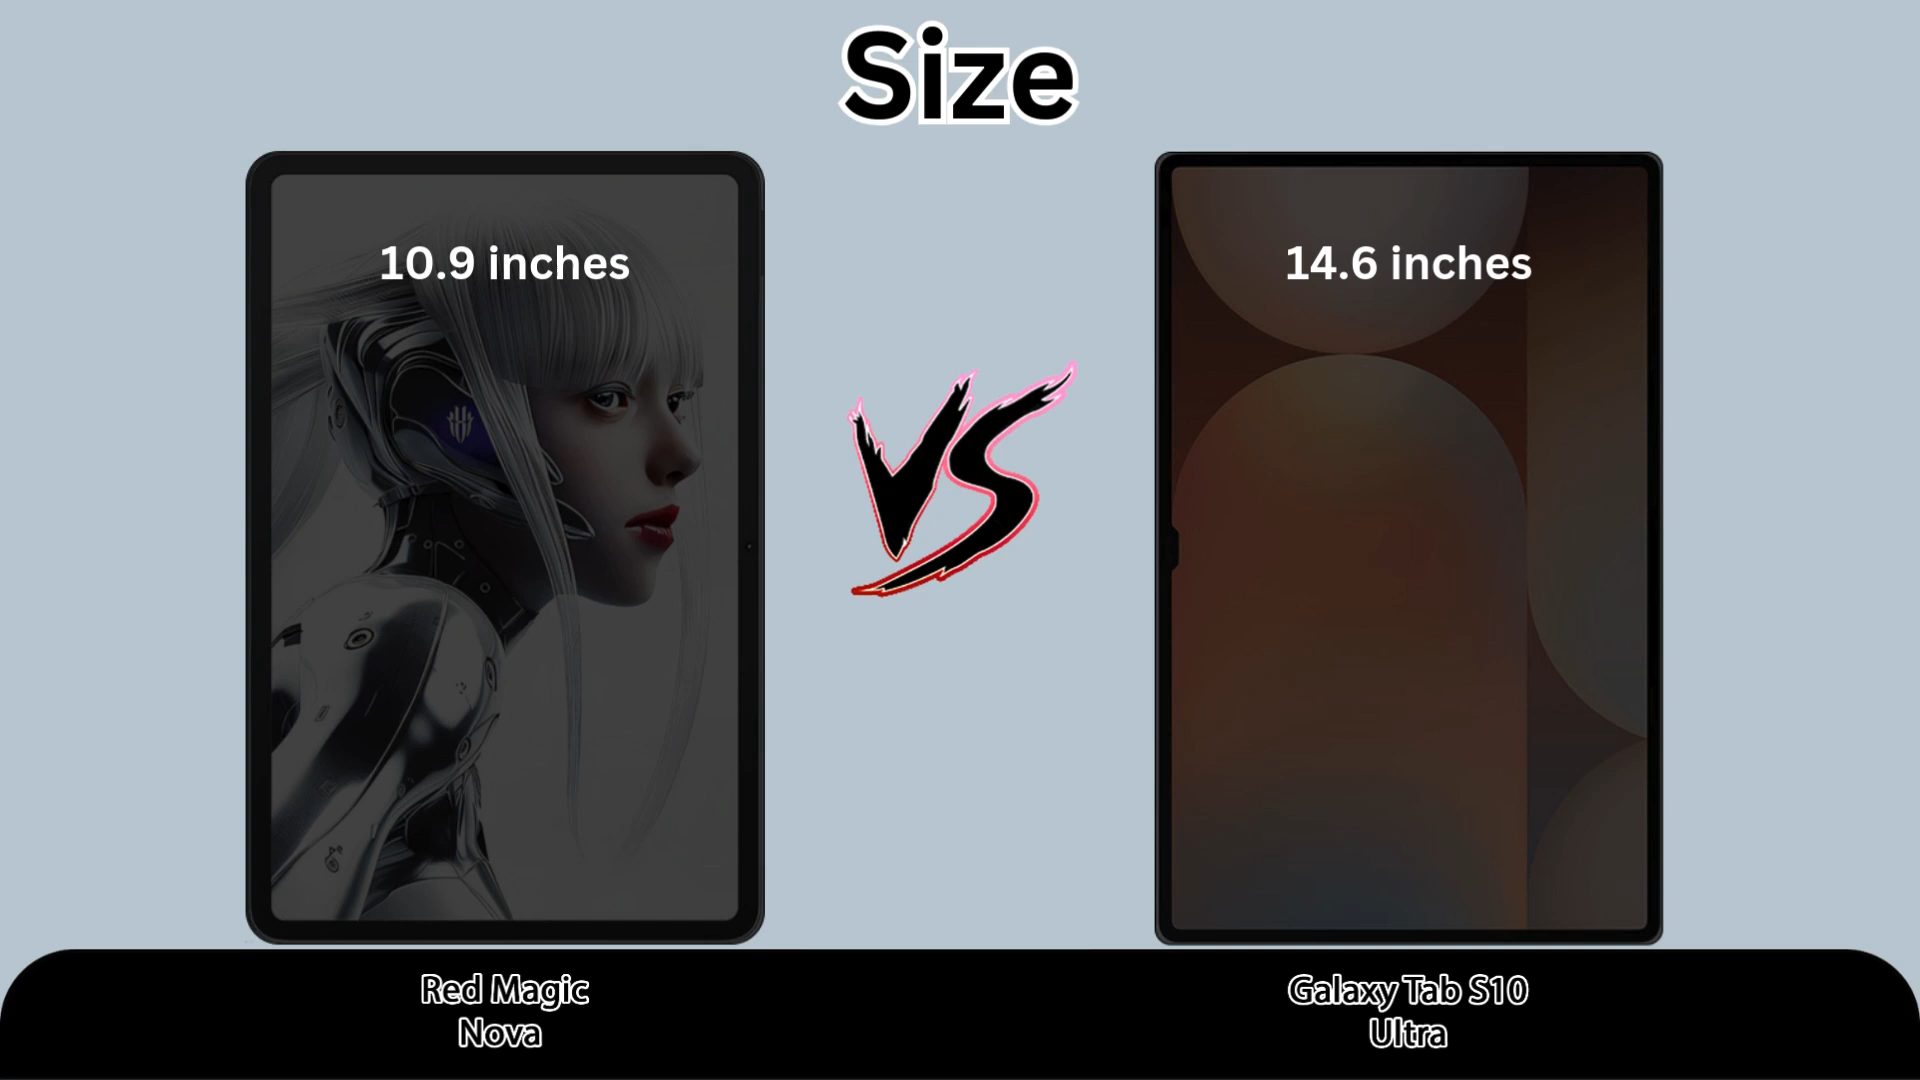 Size
10.9 inches
14.6 inches
VS
Red Magic
Nova
Galaxy Tab S10
Ultra